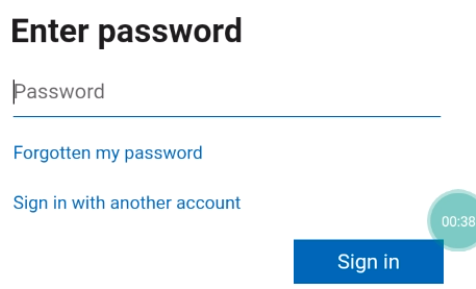 Enter password
Password
Forgotten my password
Sign in with another account
00:38
Sign in